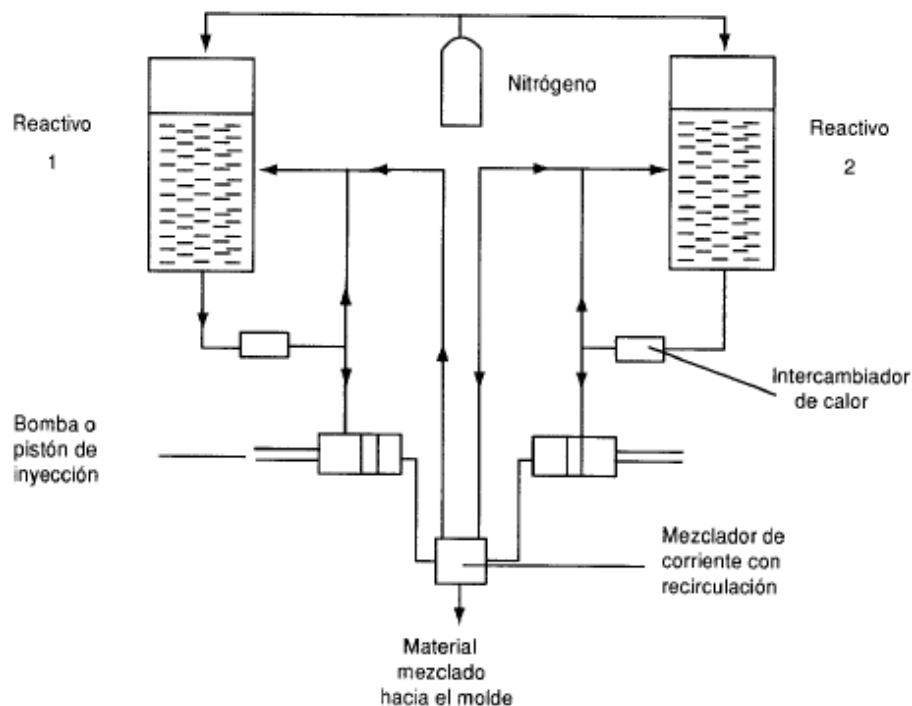 Nitrógeno
Reactivo
1
Reactivo
2
Intercambiador
de calor
Bomba o
pistón de
inyección
Mezclador de
corriente con
recirculación
Material
mezclado
hacia el molde